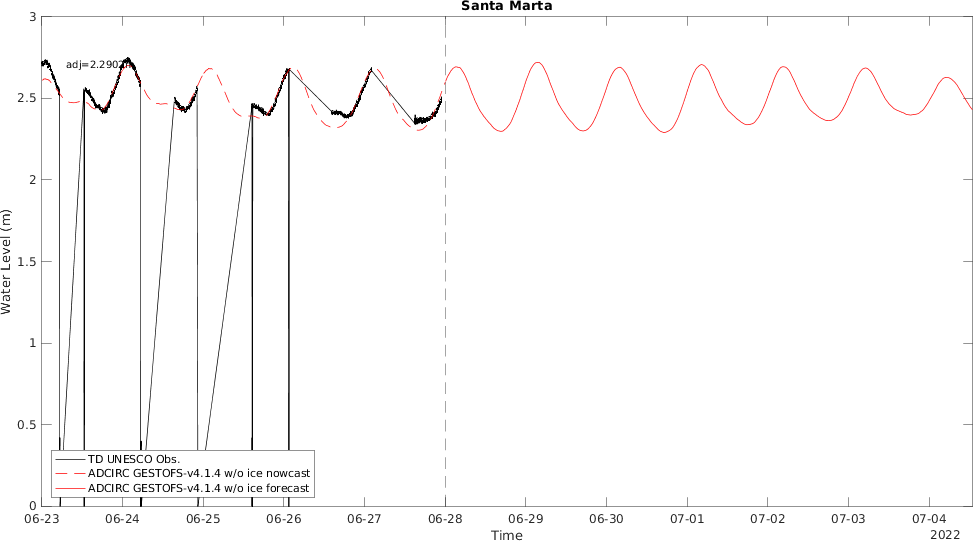 Santa Marta
3
adj=2.2902
2.5
2
1.5
1
0.5
0
Water Level (m)
TD UNESCO Obs.
ADCIRC GESTOFS-v4.1.4 w/o ice nowcast
ADCIRC GESTOFS-v4.1.4 w/o ice forecast
06-23 06-24 06-25 06-26 06-27 06-28 06-29 06-30 07-01 07-02 07-03 07-04
Time
2022